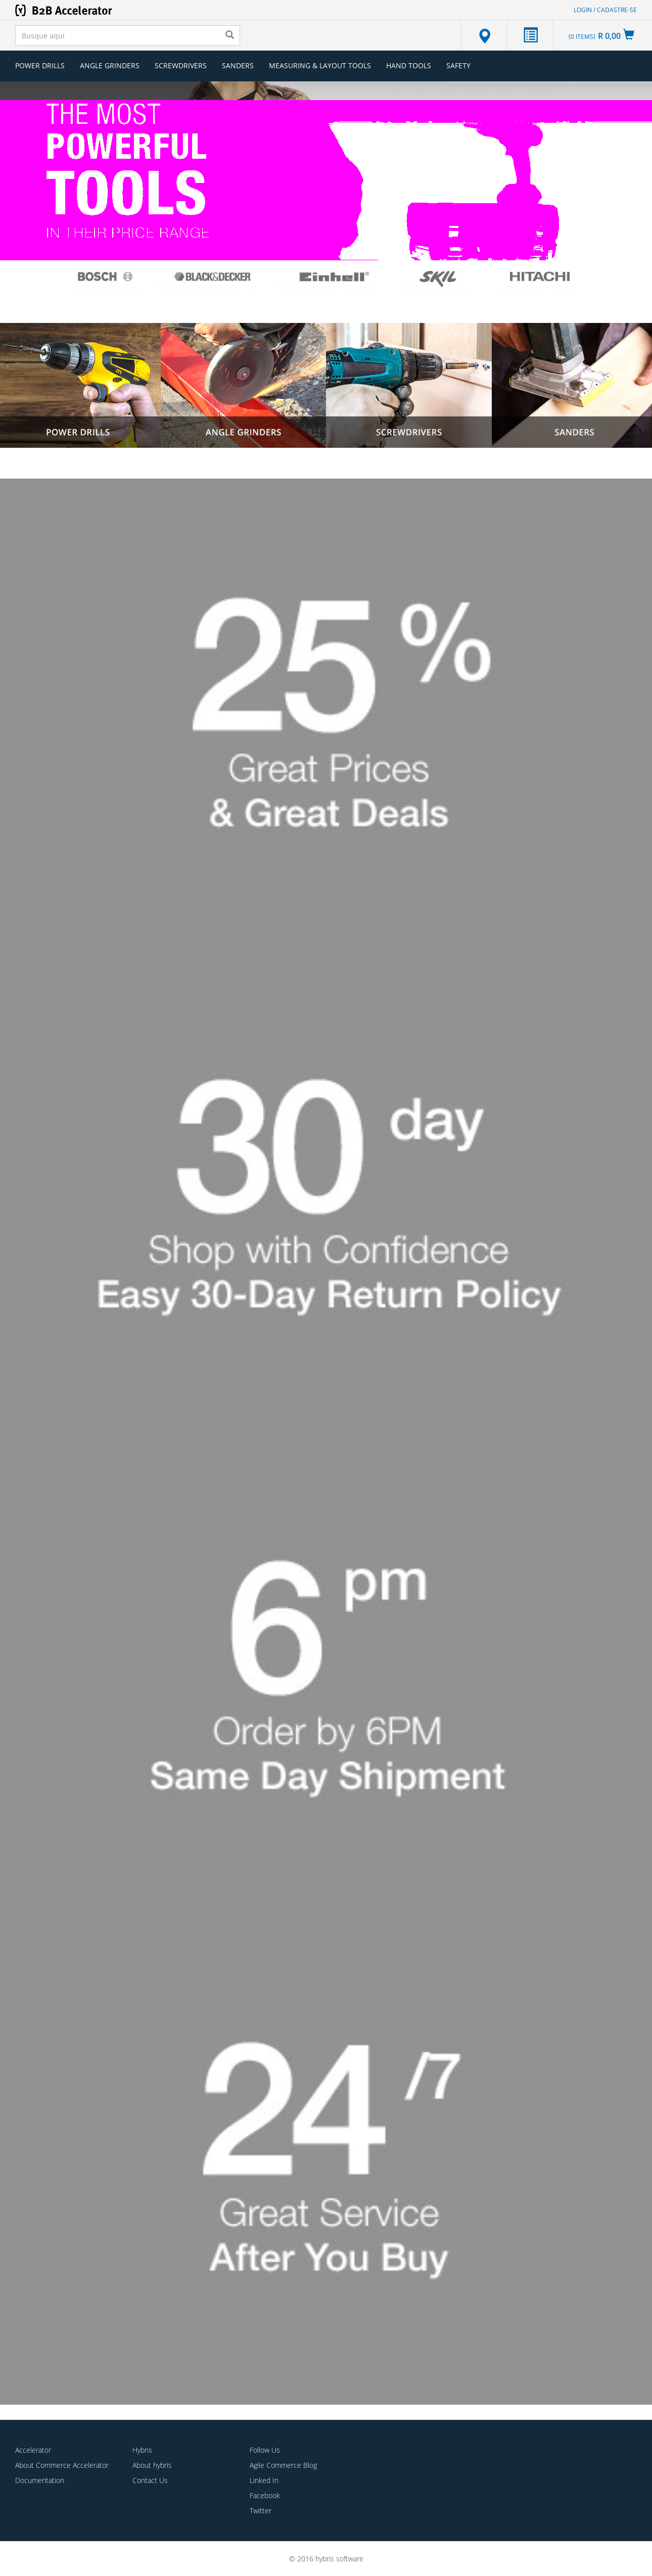 B2B Accelerator
LOGIN / CADASTRE-SE
Busque aqui
(0 ITEMS) R 0,00
POWER DRILLS ANGLE GRINDERS SCREWDRIVERS SANDERS MEASURING & LAYOUT TOOLS HAND TOOLS SAFETY
THE MOST
POWERFUL
TOOLS
IN THEIR PRICE RANGE
BOSCH BLACK&DECKER Einhell SKIL HITACHI
POWER DRILLS ANGLE GRINDERS SCREWDRIVERS SANDERS
25 %
Great Prices
& Great Deals
30 day
Shop with Confidence
Easy 30-Day Return Policy
6 pm
Order by 6PM
Same Day Shipment
24 /7
Great Service
After You Buy
Accelerator
About Commerce Accelerator
Documentation
Hybris
About hybris
Contact Us
Follow Us
Agile Commerce Blog
Linked In
Facebook
Twitter
© 2016 hybris software